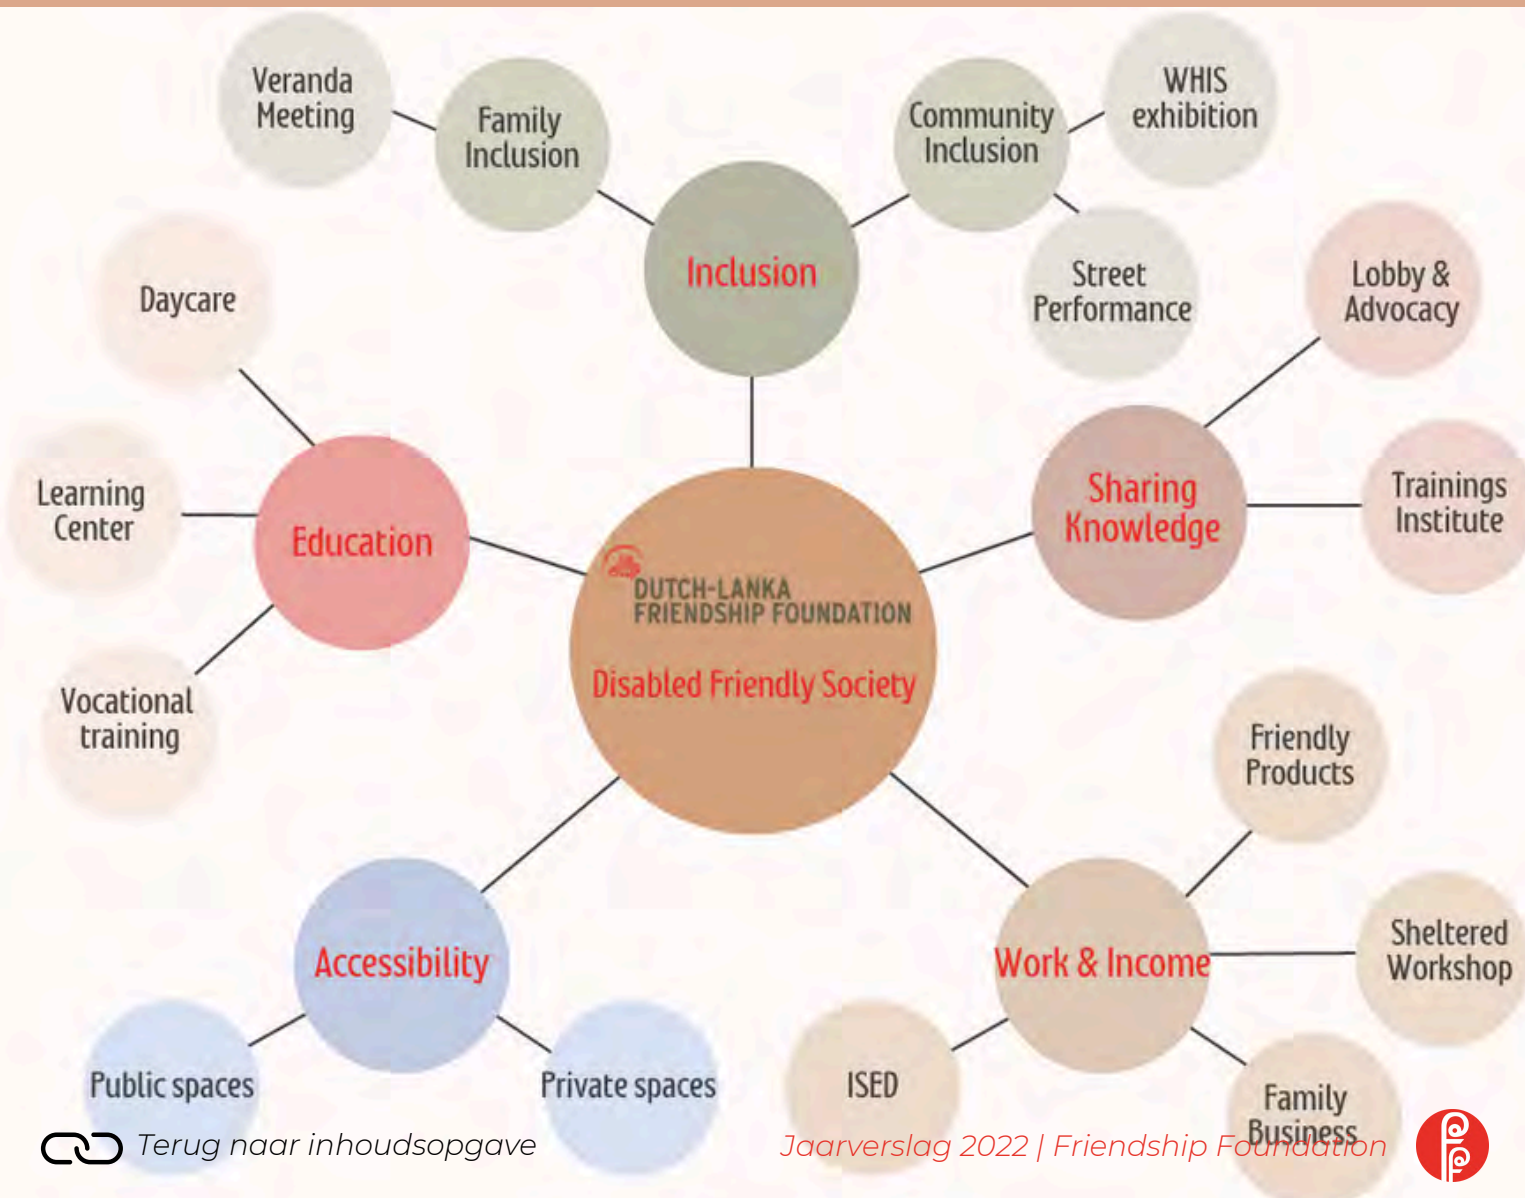 Veranda
Meeting
Family
Inclusion
Community
Inclusion
WHIS
exhibition
Inclusion
Street
Performance
Lobby &
Advocacy
Daycare
Learning
Center
Education
Sharing
Knowledge
Trainings
Institute
Vocational
training
DUTCH-LANKA
FRIENDSHIP FOUNDATION
Disabled Friendly Society
Friendly
Products
Accessibility
Work & Income
Sheltered
Workshop
Public spaces
Private spaces
ISED
Family
Business
Terug naar inhoudsopgave
Jaarverslag 2022 | Friendship Foundation